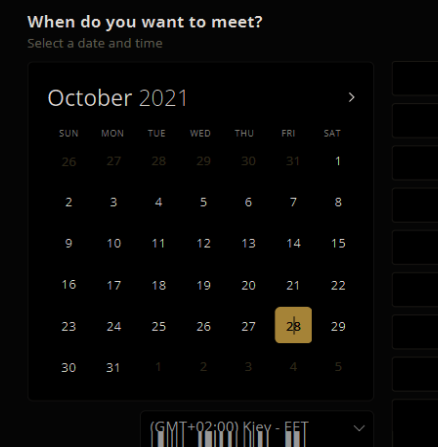 When do you want to meet?
Select a date and time
October 2021
SUN MON TUE WED THU FRI SAT
26 27 28 29 30 31 1
2 3 4 5 6 7 8
9 10 11 12 13 14 15
16 17 18 19 20 21 22
23 24 25 26 27 28 29
30 31 1 2 3 4 5
(GMT+02:00) Kiev - EET